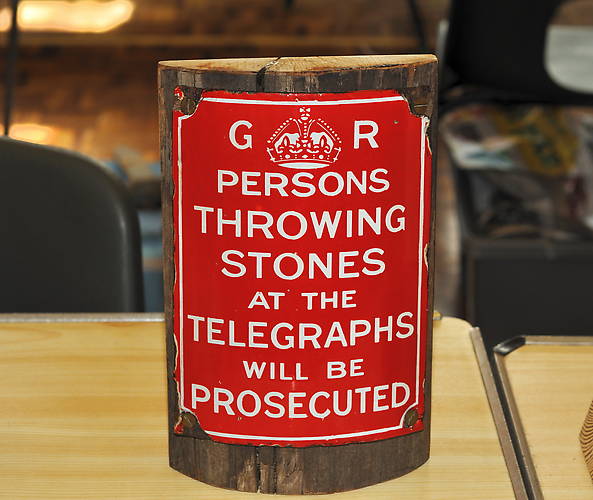 G R
PERSONS
THROWING
STONES
AT THE
TELEGRAPHS
WILL BE
PROSECUTED